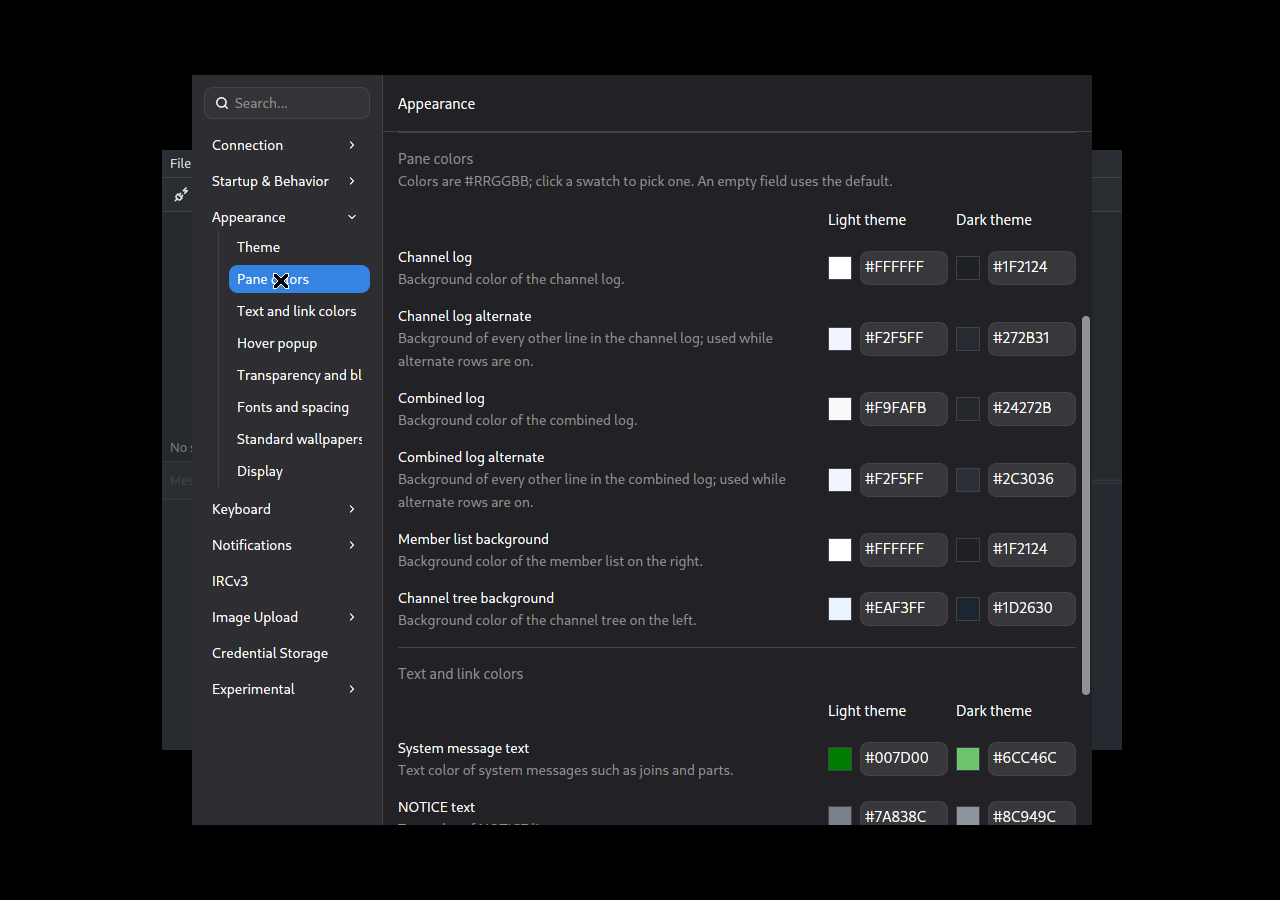 Search...
Appearance
Connection
Startup & Behavior
Appearance
Theme
Pane colors
Text and link colors
Hover popup
Transparency and bl
Fonts and spacing
Standard wallpapers
Display
Keyboard
Notifications
IRCv3
Image Upload
Credential Storage
Experimental
File
No s
Mes
Pane colors
Colors are #RRGGBB; click a swatch to pick one. An empty field uses the default.
Light theme Dark theme
Channel log
Background color of the channel log.
#FFFFFF #1F2124
Channel log alternate
Background of every other line in the channel log; used while
alternate rows are on.
#F2F5FF #272B31
Combined log
Background color of the combined log.
#F9FAFB #24272B
Combined log alternate
Background of every other line in the combined log; used while
alternate rows are on.
#F2F5FF #2C3036
Member list background
Background color of the member list on the right.
#FFFFFF #1F2124
Channel tree background
Background color of the channel tree on the left.
#EAF3FF #1D2630
Text and link colors
Light theme Dark theme
System message text
Text color of system messages such as joins and parts.
#007D00 #6CC46C
NOTICE text
#7A838C #8C949C